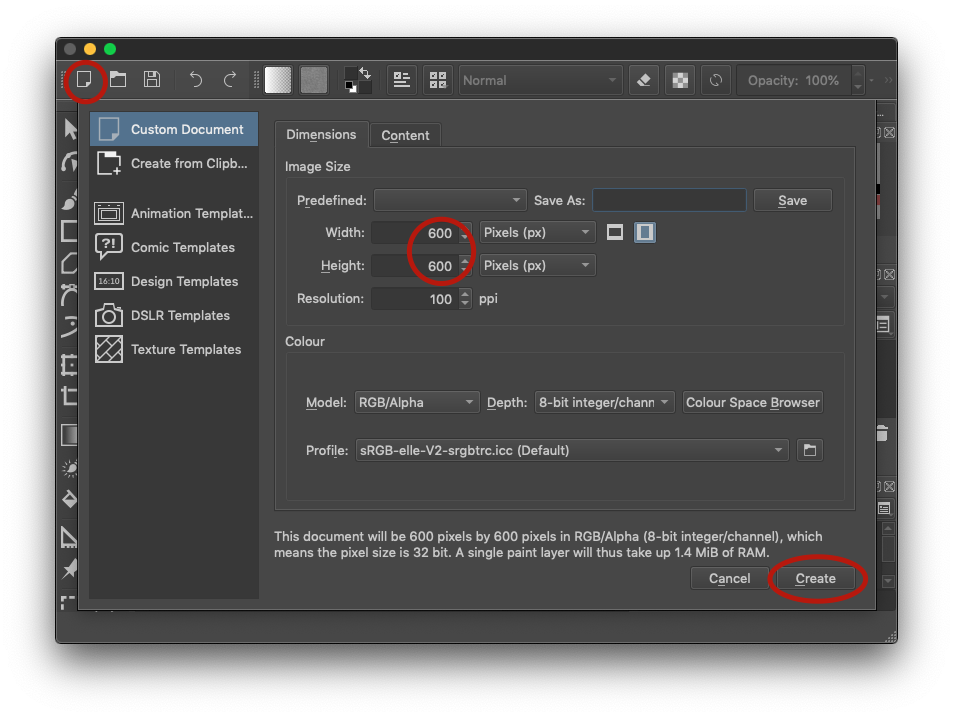 Normal
Opacity: 100%
Custom Document
Create from Clipb...
Animation Templat...
Comic Templates
Design Templates
16:10
DSLR Templates
Texture Templates
Dimensions
Content
Image Size
Predefined:
Save As:
Save
Width:
600
Pixels (px)
Height:
600
Pixels (px)
Resolution:
100
ppi
Colour
Model:
RGB/Alpha
Depth:
8-bit integer/chann
Colour Space Browser
Profile:
sRGB-elle-V2-srgbtrc.icc (Default)
This document will be 600 pixels by 600 pixels in RGB/Alpha (8-bit integer/channel), which
means the pixel size is 32 bit. A single paint layer will thus take up 1.4 MiB of RAM.
Cancel
Create